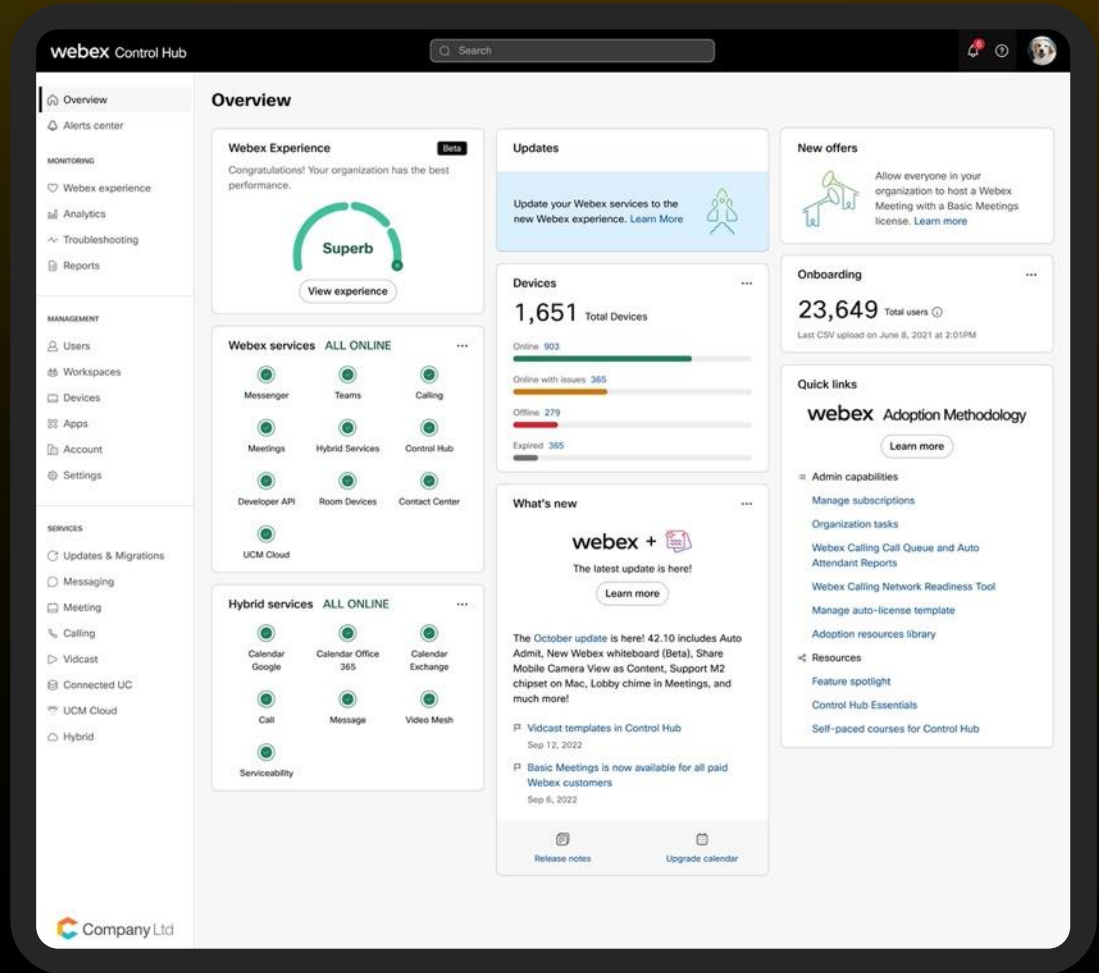 webex Control Hub
Search
6
Overview
Alerts center
MONITORING
Webex experience
Analytics
Troubleshooting
Reports
MANAGEMENT
Users
Workspaces
Devices
Apps
Account
Settings
SERVICES
Updates & Migrations
Messaging
Meeting
Calling
Vidcast
Connected UC
UCM Cloud
Hybrid
Company Ltd
Overview
Webex Experience Beta
Congratulations! Your organization has the best
performance.
Superb
View experience
Webex services ALL ONLINE
Messenger Teams Calling
Meetings Hybrid Services Control Hub
Developer API Room Devices Contact Center
UCM Cloud
Hybrid services ALL ONLINE
Calendar Calendar Office Calendar
Google 365 Exchange
Call Message Video Mesh
Serviceability
Updates
Update your Webex services to the
new Webex experience. Learn More
Devices
1,651 Total Devices
Online 903
Online with issues 365
Offline 279
Expired 365
What's new
webex +
The latest update is here!
Learn more
The October update is here! 42.10 includes Auto
Admit, New Webex whiteboard (Beta), Share
Mobile Camera View as Content, Support M2
chipset on Mac, Lobby chime in Meetings, and
much more!
Vidcast templates in Control Hub
Sep 12, 2022
Basic Meetings is now available for all paid
Webex customers
Sep 6, 2022
Release notes Upgrade calendar
New offers
Allow everyone in your
organization to host a Webex
Meeting with a Basic Meetings
license. Learn more
Onboarding
23,649 Total users
Last CSV upload on June 8, 2021 at 2:01PM
Quick links
webex Adoption Methodology
Learn more
Admin capabilities
Manage subscriptions
Organization tasks
Webex Calling Call Queue and Auto
Attendant Reports
Webex Calling Network Readiness Tool
Manage auto-license template
Adoption resources library
Resources
Feature spotlight
Control Hub Essentials
Self-paced courses for Control Hub